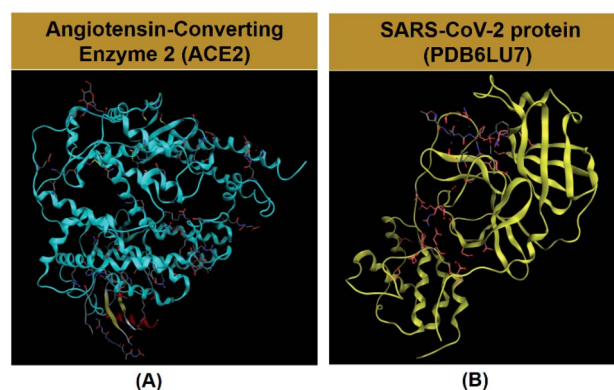 Angiotensin-Converting
Enzyme 2 (ACE2)
SARS-CoV-2 protein
(PDB6LU7)
(A)
(B)